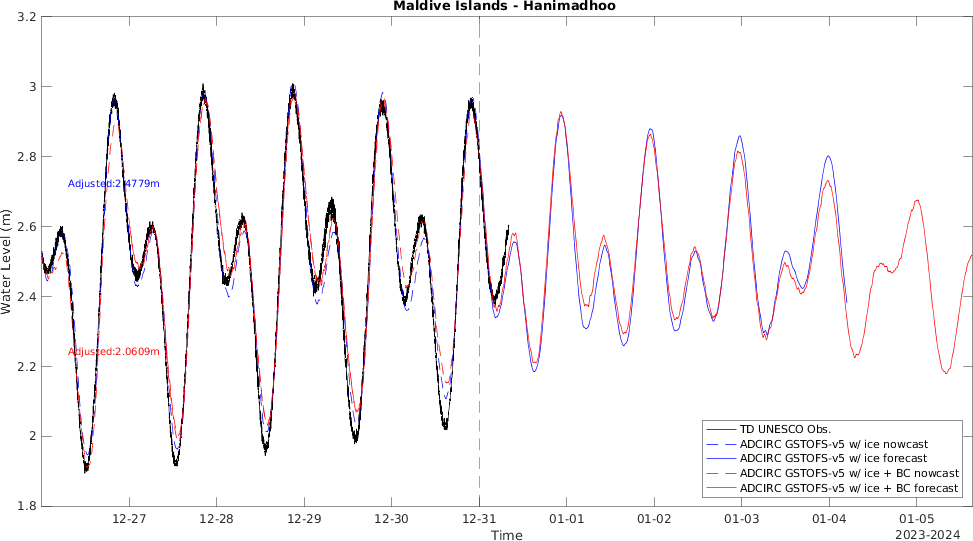 Maldive Islands - Hanimadhoo
3.2
3
2.8
2.6
2.4
2.2
2
1.8
Water Level (m)
Adjusted:2.4779m
Adjusted:2.0609m
TD UNESCO Obs.
ADCIRC GSTOFS-v5 w/ ice nowcast
ADCIRC GSTOFS-v5 w/ ice forecast
ADCIRC GSTOFS-v5 w/ ice + BC nowcast
ADCIRC GSTOFS-v5 w/ ice + BC forecast
12-27 12-28 12-29 12-30 12-31 01-01 01-02 01-03 01-04 01-05
Time
2023-2024